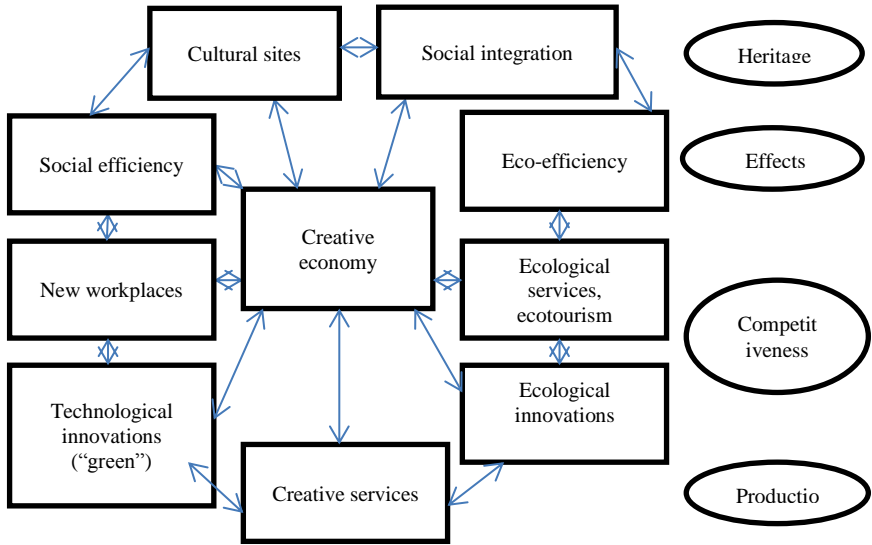 Cultural sites
Social integration
Heritage
Social efficiency
Eco-efficiency
Effects
Creative
economy
New workplaces
Ecological
services,
ecotourism
Competit
iveness
Technological
innovations
(“green”)
Ecological
innovations
Creative services
Productio